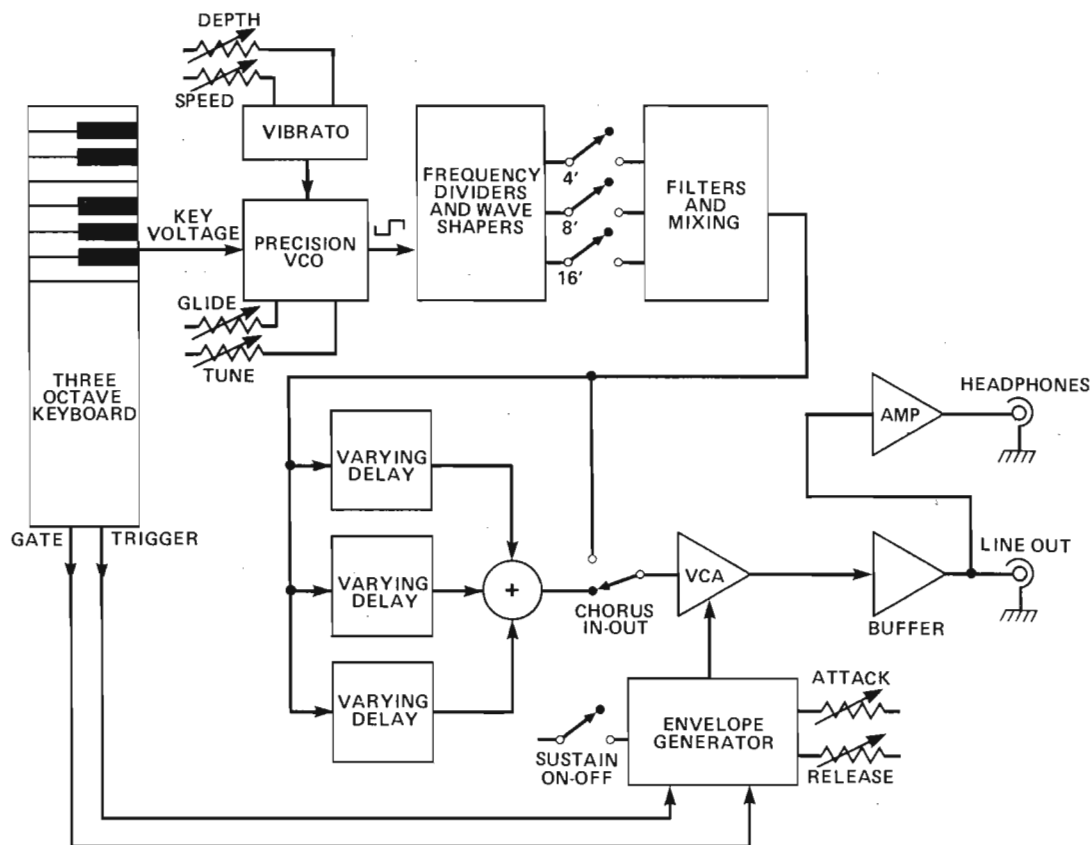 DEPTH
SPEED
VIBRATO
KEY
VOLTAGE
PRECISION
VCO
GLIDE
TUNE
FREQUENCY
DIVIDERS
AND WAVE
SHAPERS
4'
8'
16'
FILTERS
AND
MIXING
THREE
OCTAVE
KEYBOARD
GATE
TRIGGER
VARYING
DELAY
VARYING
DELAY
VARYING
DELAY
+
CHORUS
IN-OUT
VCA
BUFFER
AMP
HEADPHONES
LINE OUT
SUSTAIN
ON-OFF
ENVELOPE
GENERATOR
ATTACK
RELEASE